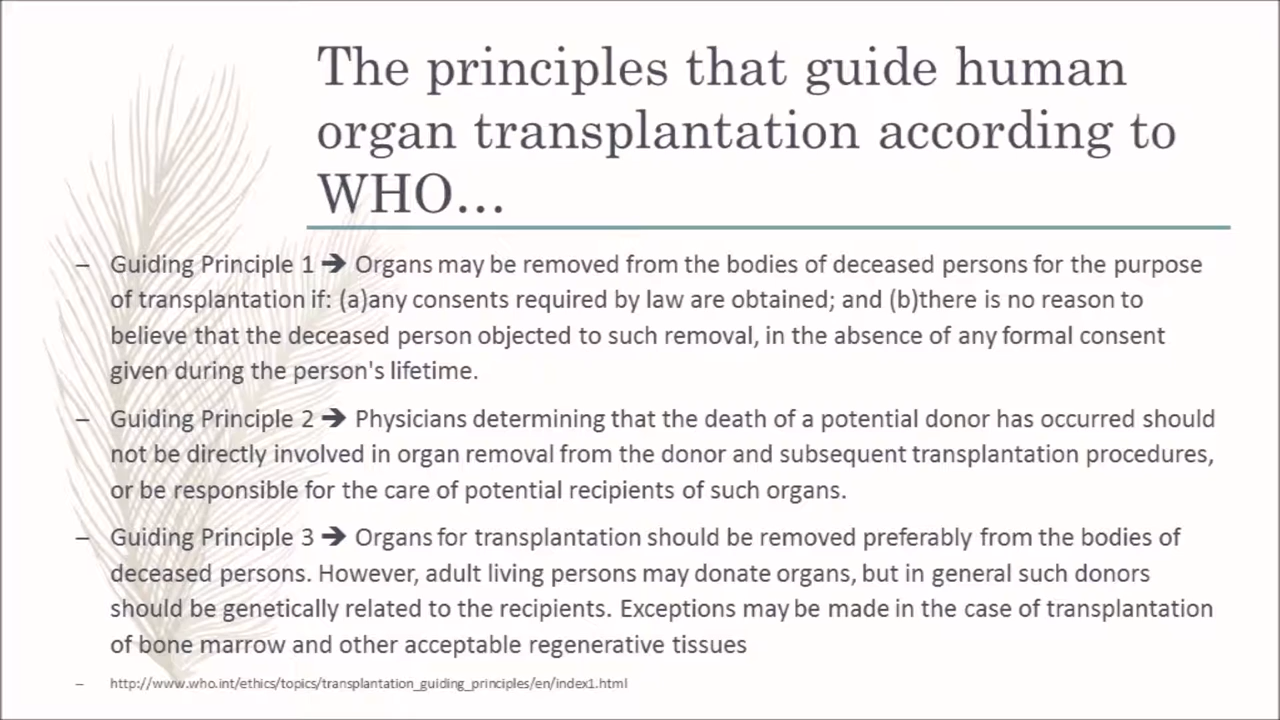 The principles that guide human
organ transplantation according to
WHO...
– Guiding Principle 1 ➔ Organs may be removed from the bodies of deceased persons for the purpose
of transplantation if: (a)any consents required by law are obtained; and (b)there is no reason to
believe that the deceased person objected to such removal, in the absence of any formal consent
given during the person's lifetime.
– Guiding Principle 2 ➔ Physicians determining that the death of a potential donor has occurred should
not be directly involved in organ removal from the donor and subsequent transplantation procedures,
or be responsible for the care of potential recipients of such organs.
– Guiding Principle 3 ➔ Organs for transplantation should be removed preferably from the bodies of
deceased persons. However, adult living persons may donate organs, but in general such donors
should be genetically related to the recipients. Exceptions may be made in the case of transplantation
of bone marrow and other acceptable regenerative tissues
– http://www.who.int/ethics/topics/transplantation_guiding_principles/en/index1.html